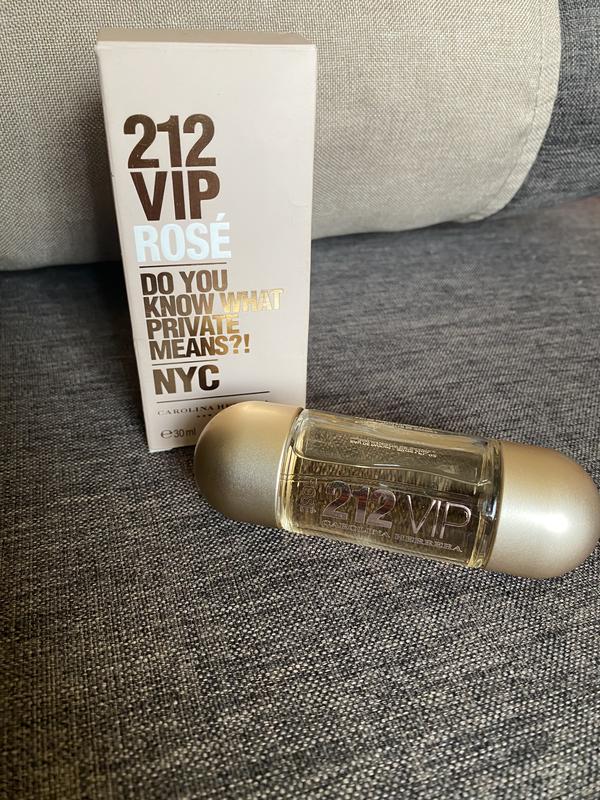 212
VIP
ROSÉ
DO YOU
KNOW WHAT
PRIVATE
MEANS?!
NYC
℮30ml
212 VIP
CAROLINA HERRERA